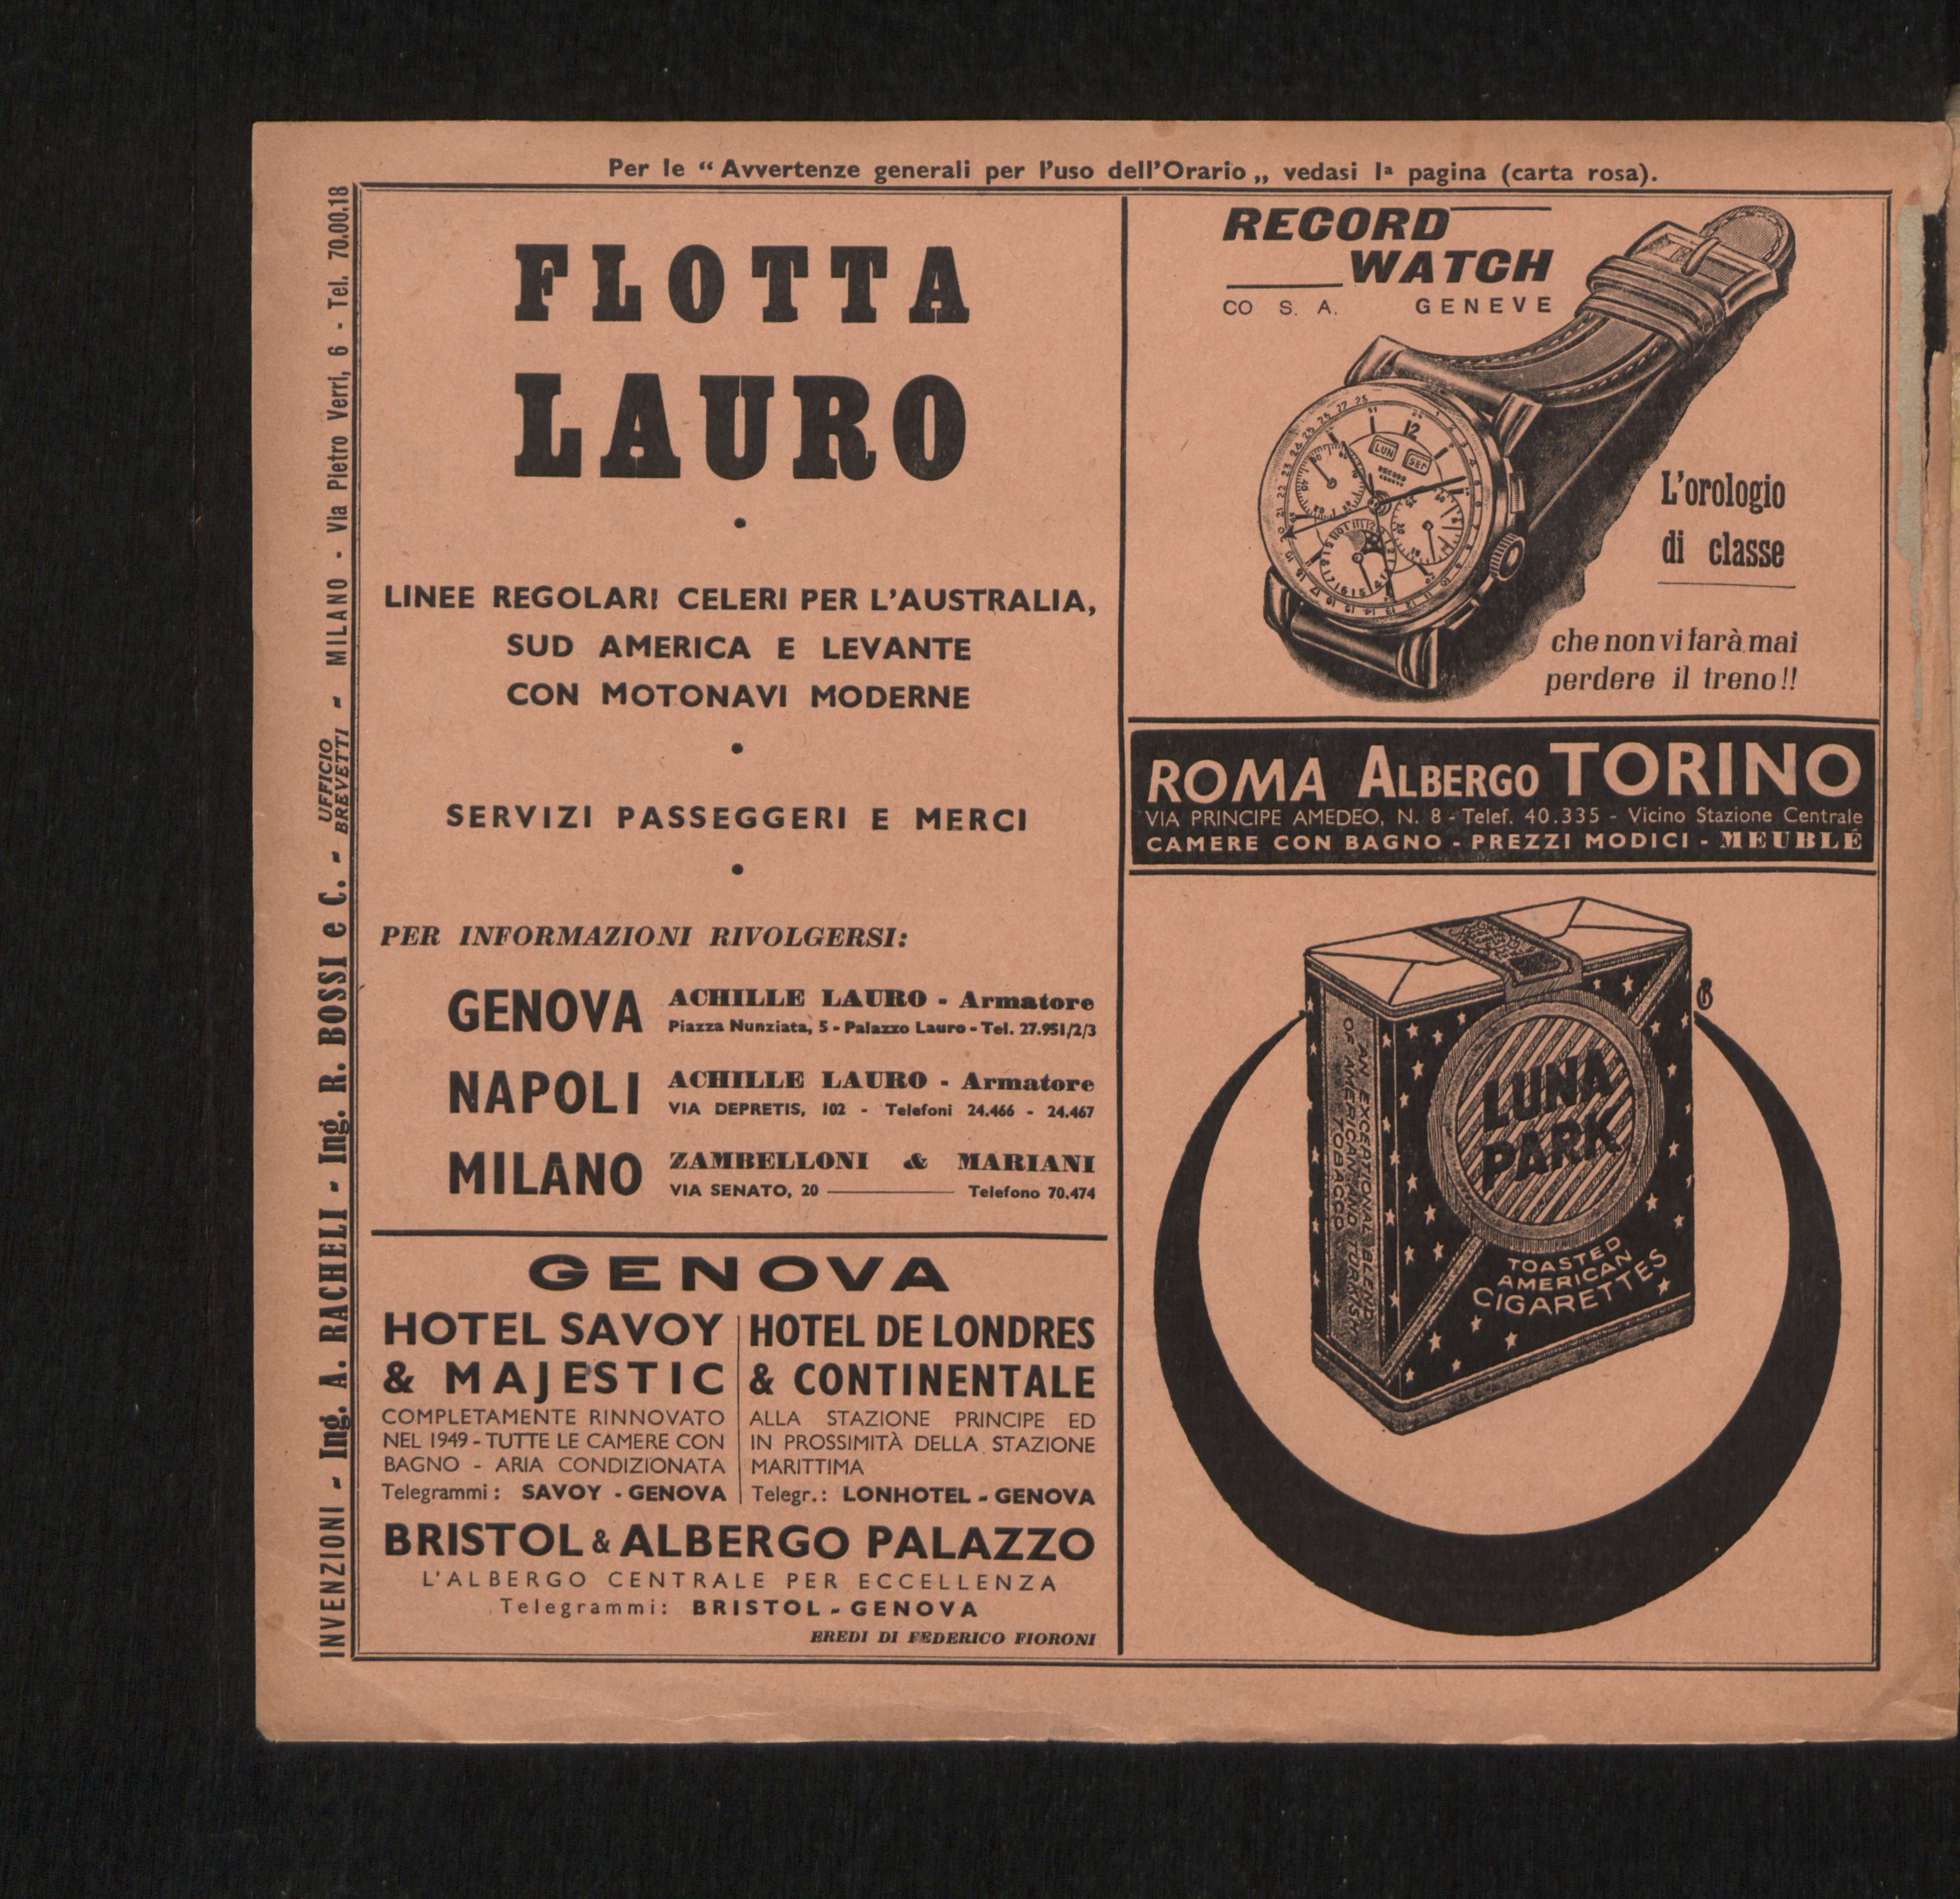 Per le “ Avvertenze generali per l'uso dell'Orario „ vedasi Iª pagina (carta rosa).
INVENZIONI - Ing. A. RACHELI - Ing. R. BOSSI e C. - UFFICIO BREVETTI - MILANO - Via Pietro Verri, 6 - Tel. 70.00.18
FLOTTA
LAURO
•
LINEE REGOLARI CELERI PER L'AUSTRALIA,
SUD AMERICA E LEVANTE
CON MOTONAVI MODERNE
•
SERVIZI PASSEGGERI E MERCI
•
PER INFORMAZIONI RIVOLGERSI:
GENOVA ACHILLE LAURO - Armatore
Piazza Nunziata, 5 - Palazzo Lauro - Tel. 27.951/2/3
NAPOLI ACHILLE LAURO - Armatore
VIA DEPRETIS, 102 - Telefoni 24.466 - 24.467
MILANO ZAMBELLONI & MARIANI
VIA SENATO, 20 Telefono 70.474
GENOVA
HOTEL SAVOY
& MAJESTIC
COMPLETAMENTE RINNOVATO
NEL 1949 - TUTTE LE CAMERE CON
BAGNO - ARIA CONDIZIONATA
Telegrammi: SAVOY - GENOVA
HOTEL DE LONDRES
& CONTINENTALE
ALLA STAZIONE PRINCIPE ED
IN PROSSIMITÀ DELLA STAZIONE
MARITTIMA
Telegr.: LONHOTEL - GENOVA
BRISTOL & ALBERGO PALAZZO
L'ALBERGO CENTRALE PER ECCELLENZA
Telegrammi: BRISTOL - GENOVA
EREDI DI FEDERICO FIORONI
RECORD
WATCH
CO S. A. GENEVE
12
LUN SEP
RECORD
GENEVE
L'orologio
di classe
che non vi farà mai
perdere il treno!!
ROMA ALBERGO TORINO
VIA PRINCIPE AMEDEO, N. 8 - Telef. 40.335 - Vicino Stazione Centrale
CAMERE CON BAGNO - PREZZI MODICI - MEUBLÉ
AN EXCEPTIONAL BLEND
OF AMERICAN AND TURKISH
TOBACCO
LUNA
PARK
TOASTED
AMERICAN
CIGARETTES